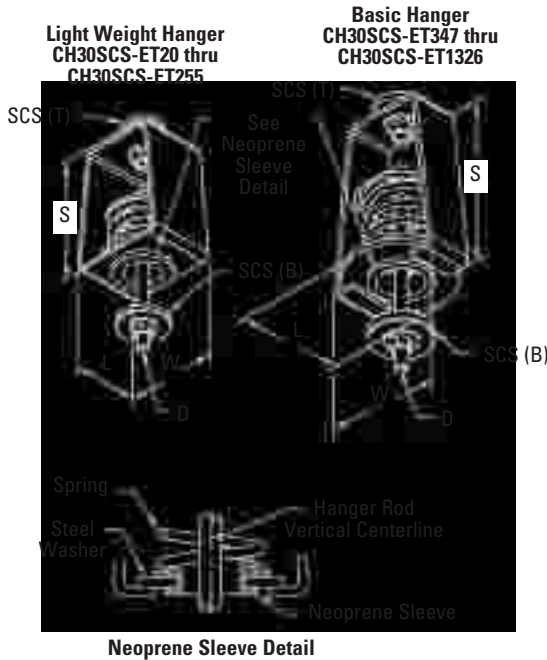 Light Weight Hanger
CH30SCS-ET20 thru
CH30SCS-ET255
Basic Hanger
CH30SCS-ET347 thru
CH30SCS-ET1326
SCS (T)
See
Neoprene
Sleeve
Detail
SCS (T)
S
S
SCS (B)
L
W
D
L
SCS (B)
W
D
Spring
Steel
Washer
Hanger Rod
Vertical Centerline
Neoprene Sleeve
Neoprene Sleeve Detail